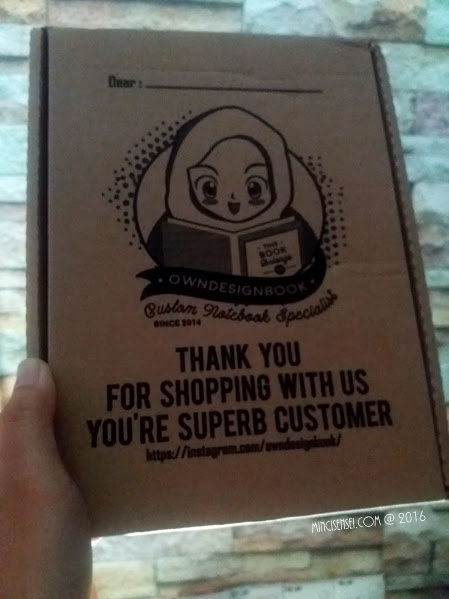 Dear :
THIS
BOOK
Belongs
OWNDESIGNBOOK
Custom Notebook Specialist
SINCE 2014
THANK YOU
FOR SHOPPING WITH US
YOU'RE SUPERB CUSTOMER
https://instagram.com/owndesignbook/
MINCISENSEI.COM @ 2016